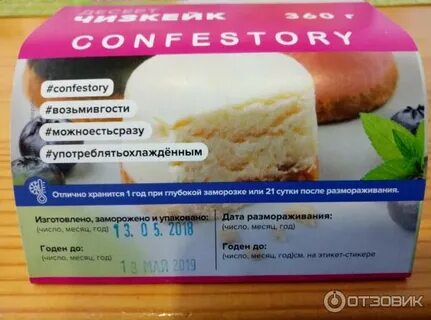 ДЕСЕРТ
ЧИЗКЕЙК 360 г
CONFESTORY
#confestory
#возьмивгости
#можноестьсразу
#употреблятьохлаждённым
Отлично хранится 1 год при глубокой заморозке или 21 сутки после размораживания.
Изготовлено, заморожено и упаковано:
(число, месяц, год)
13. 05. 2018
Годен до:
(число, месяц, год)
13 МАЯ 2019
Дата размораживания:
(число, месяц, год)
Годен до:
(число, месяц, год)см. на этикет-стикере
ОТЗОВИК